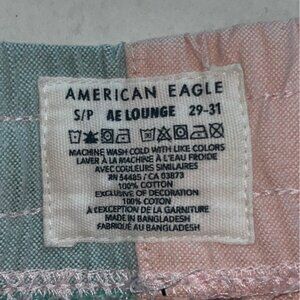 AMERICAN EAGLE
S/P AE LOUNGE 29-31
MACHINE WASH COLD WITH LIKE COLORS
LAVER À LA MACHINE À L'EAU FROIDE
AVEC COULEURS SIMILAIRES
RN 54485 / CA 03873
100% COTTON
EXCLUSIVE OF DECORATION
100% COTON
À L'EXCEPTION DE LA GARNITURE
MADE IN BANGLADESH
FABRIQUÉ AU BANGLADESH